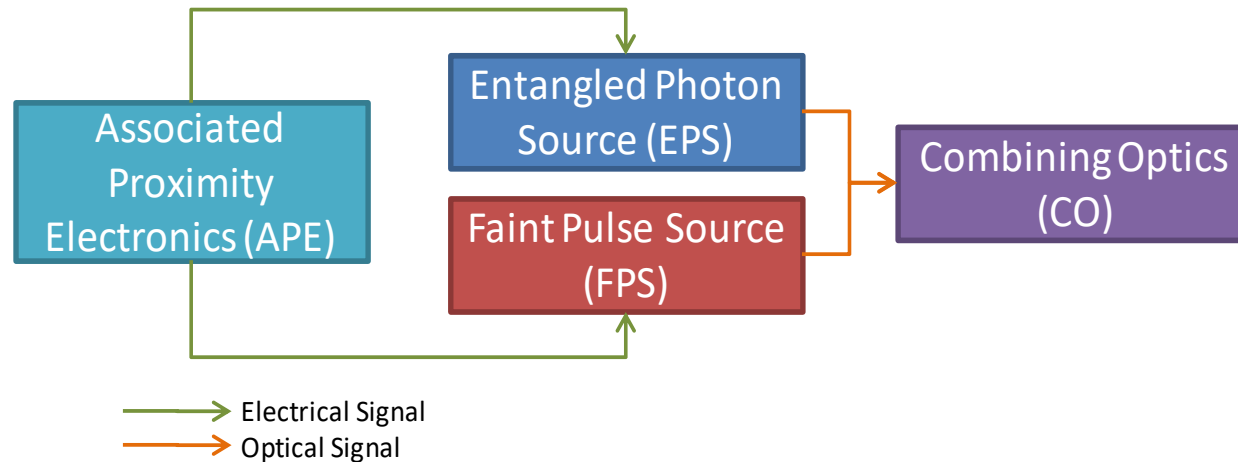 Associated
Proximity
Electronics (APE)
Entangled Photon
Source (EPS)
Faint Pulse Source
(FPS)
Combining Optics
(CO)
Electrical Signal
Optical Signal